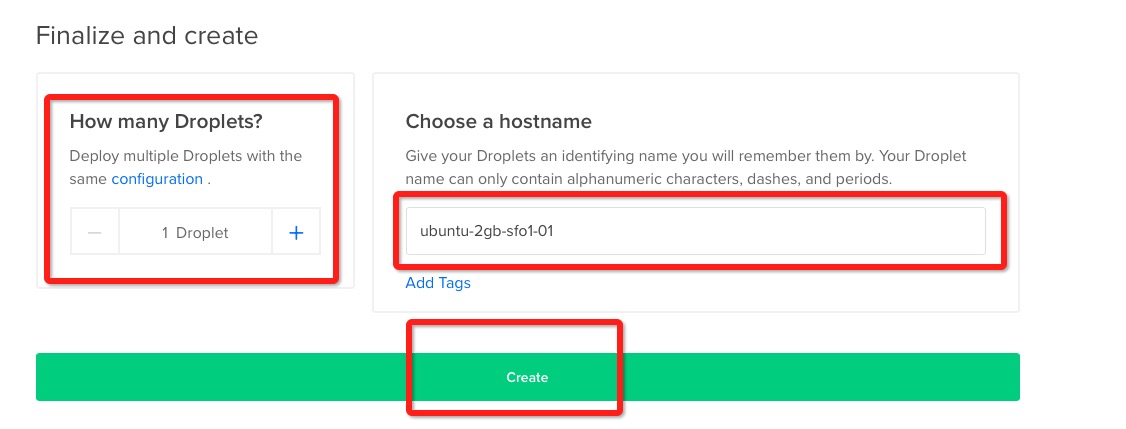 Finalize and create
How many Droplets?
Deploy multiple Droplets with the
same configuration .
1 Droplet
Choose a hostname
Give your Droplets an identifying name you will remember them by. Your Droplet
name can only contain alphanumeric characters, dashes, and periods.
ubuntu-2gb-sfo1-01
Add Tags
Create